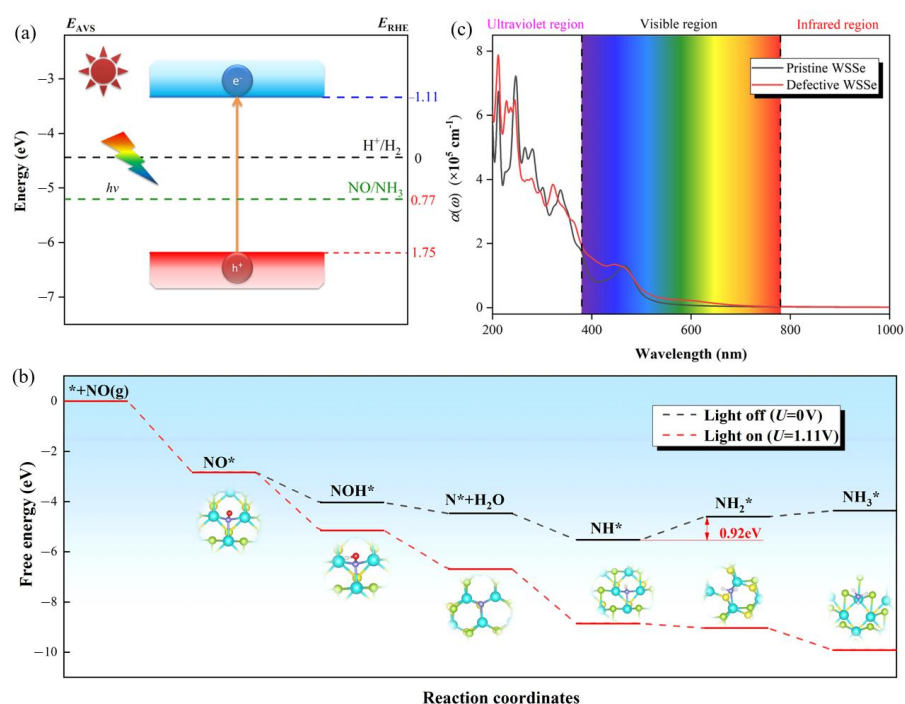 (a)
E_AVS
E_RHE
Energy (eV)
−3
−4
−5
−6
−7
e⁻
h⁺
hν
H⁺/H₂
NO/NH₃
−1.11
0
0.77
1.75
(c)
Ultraviolet region
Visible region
Infrared region
Pristine WSSe
Defective WSSe
α(ω) (×10⁵ cm⁻¹)
8
6
4
2
0
200
400
600
800
1000
Wavelength (nm)
(b)
Free energy (eV)
0
−2
−4
−6
−8
−10
*+NO(g)
NO*
NOH*
N*+H₂O
NH*
NH₂*
NH₃*
0.92eV
Light off (U=0V)
Light on (U=1.11V)
Reaction coordinates